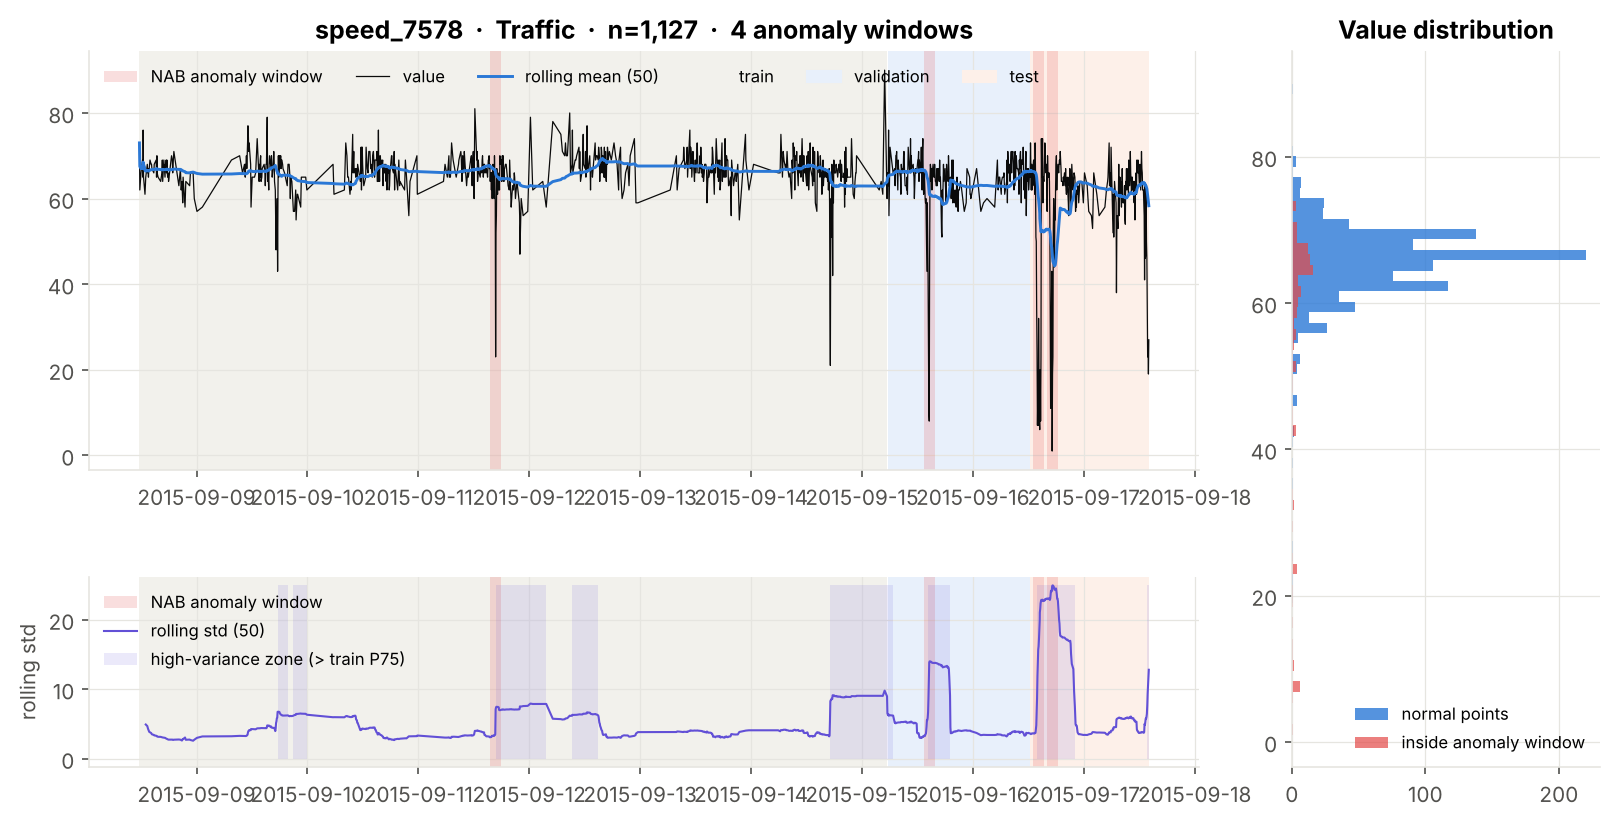 speed_7578 · Traffic · n=1,127 · 4 anomaly windows
NAB anomaly window
value
rolling mean (50)
train
validation
test
80
60
40
20
0
2015-09-09
2015-09-10
2015-09-11
2015-09-12
2015-09-13
2015-09-14
2015-09-15
2015-09-16
2015-09-17
2015-09-18
rolling std
20
10
0
NAB anomaly window
rolling std (50)
high-variance zone (> train P75)
2015-09-09
2015-09-10
2015-09-11
2015-09-12
2015-09-13
2015-09-14
2015-09-15
2015-09-16
2015-09-17
2015-09-18
Value distribution
80
60
40
20
0
normal points
inside anomaly window
0
100
200